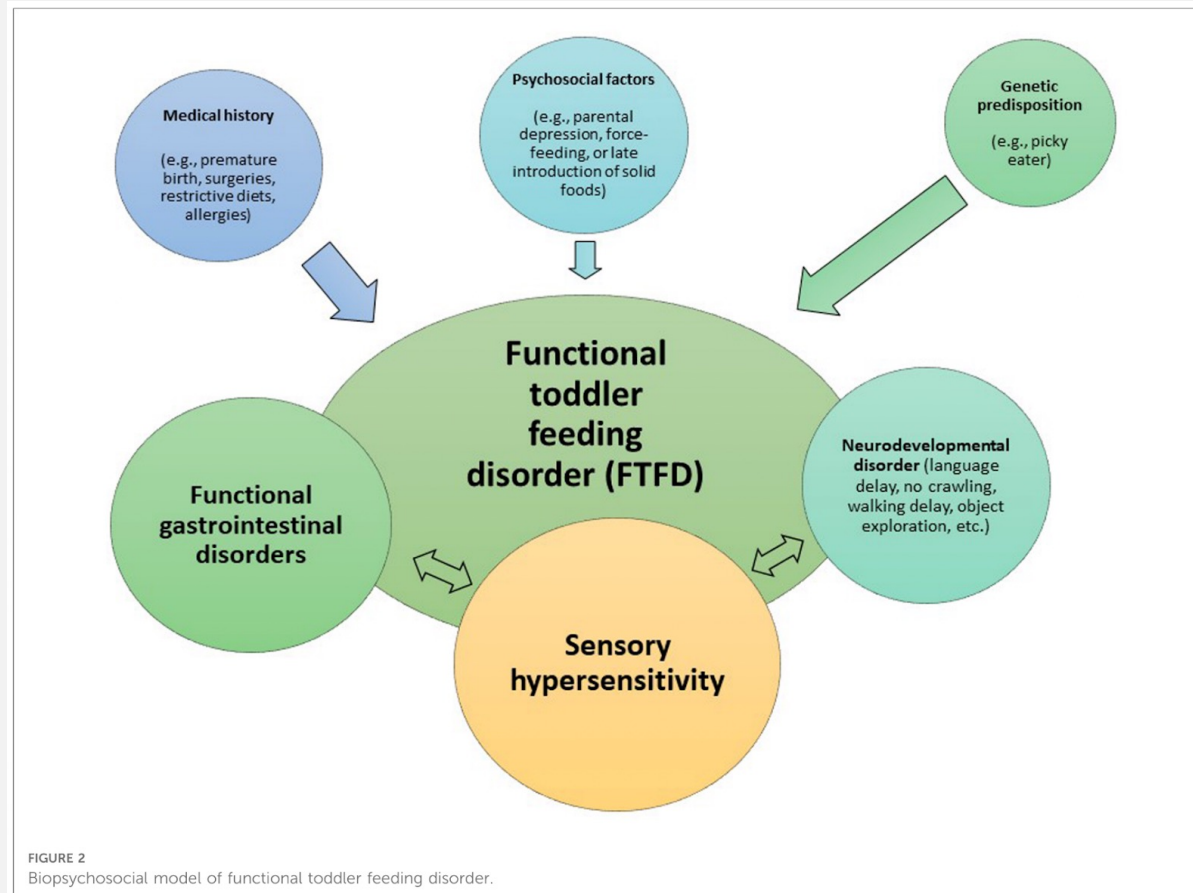 Medical history
(e.g., premature
birth, surgeries,
restrictive diets,
allergies)
Psychosocial factors
(e.g., parental
depression, force-
feeding, or late
introduction of solid
foods)
Genetic
predisposition
(e.g., picky
eater)
Functional
toddler
feeding
disorder (FTFD)
Functional
gastrointestinal
disorders
Neurodevelopmental
disorder (language
delay, no crawling,
walking delay, object
exploration, etc.)
Sensory
hypersensitivity
FIGURE 2
Biopsychosocial model of functional toddler feeding disorder.